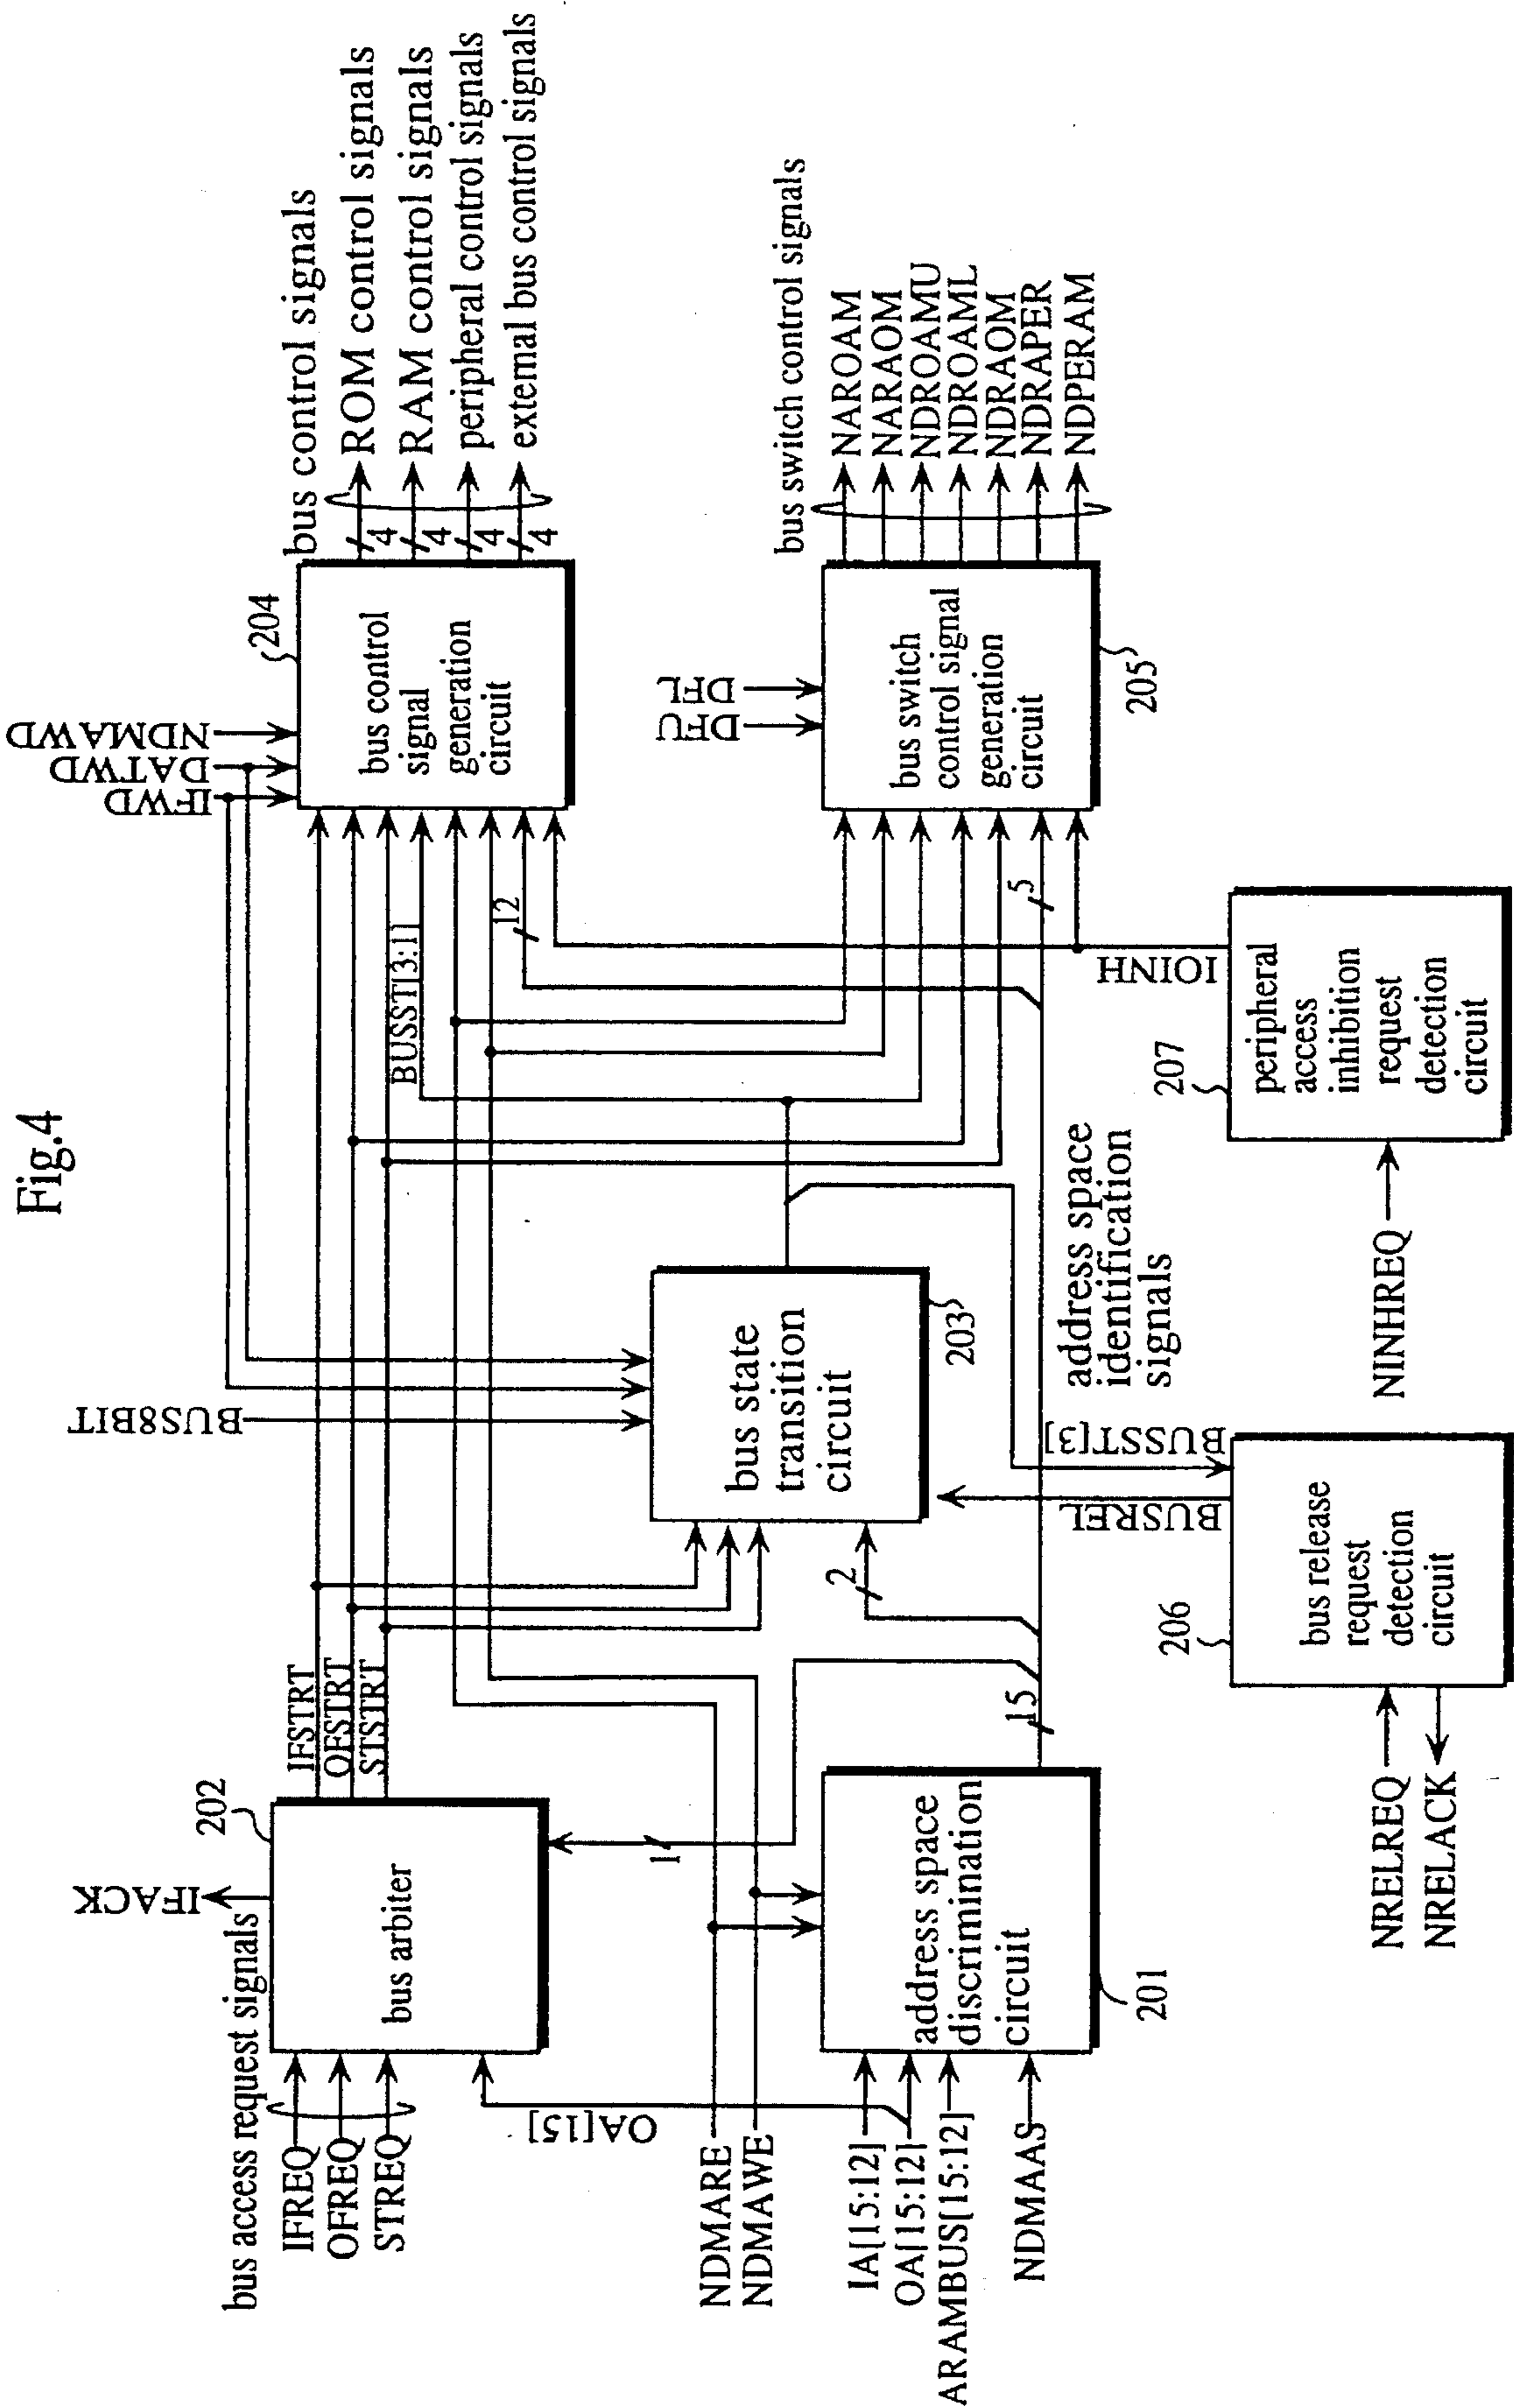 Fig.4
bus access request signals
IFREQ
OFREQ
STREQ
IFACK
202
bus arbiter
IFSTRT
OFSTRT
STSTRT
OA[15]
NDMARE
NDMAWE
IA[15:12]
OA[15:12]
ARAMBUS[15:12]
NDMAAS
address space
discrimination
circuit
201
1
15
2
BUS8BIT
bus state
transition
circuit
203
IFWD
DATWD
NDMAWD
BUSST[3:1]
12
204
bus control
signal
generation
circuit
bus control signals
4
ROM control signals
4
RAM control signals
4
peripheral control signals
4
external bus control signals
address space
identification
signals
5
DFU
DFL
bus switch
control signal
generation
circuit
205
bus switch control signals
NAROAM
NARAOM
NDROAMU
NDROAML
NDRAOM
NDRAPER
NDPERAM
NRELREQ
NRELACK
206
bus release
request
detection
circuit
BUSREL
BUSST[3]
NINHREQ
207
peripheral
access
inhibition
request
detection
circuit
IOINH